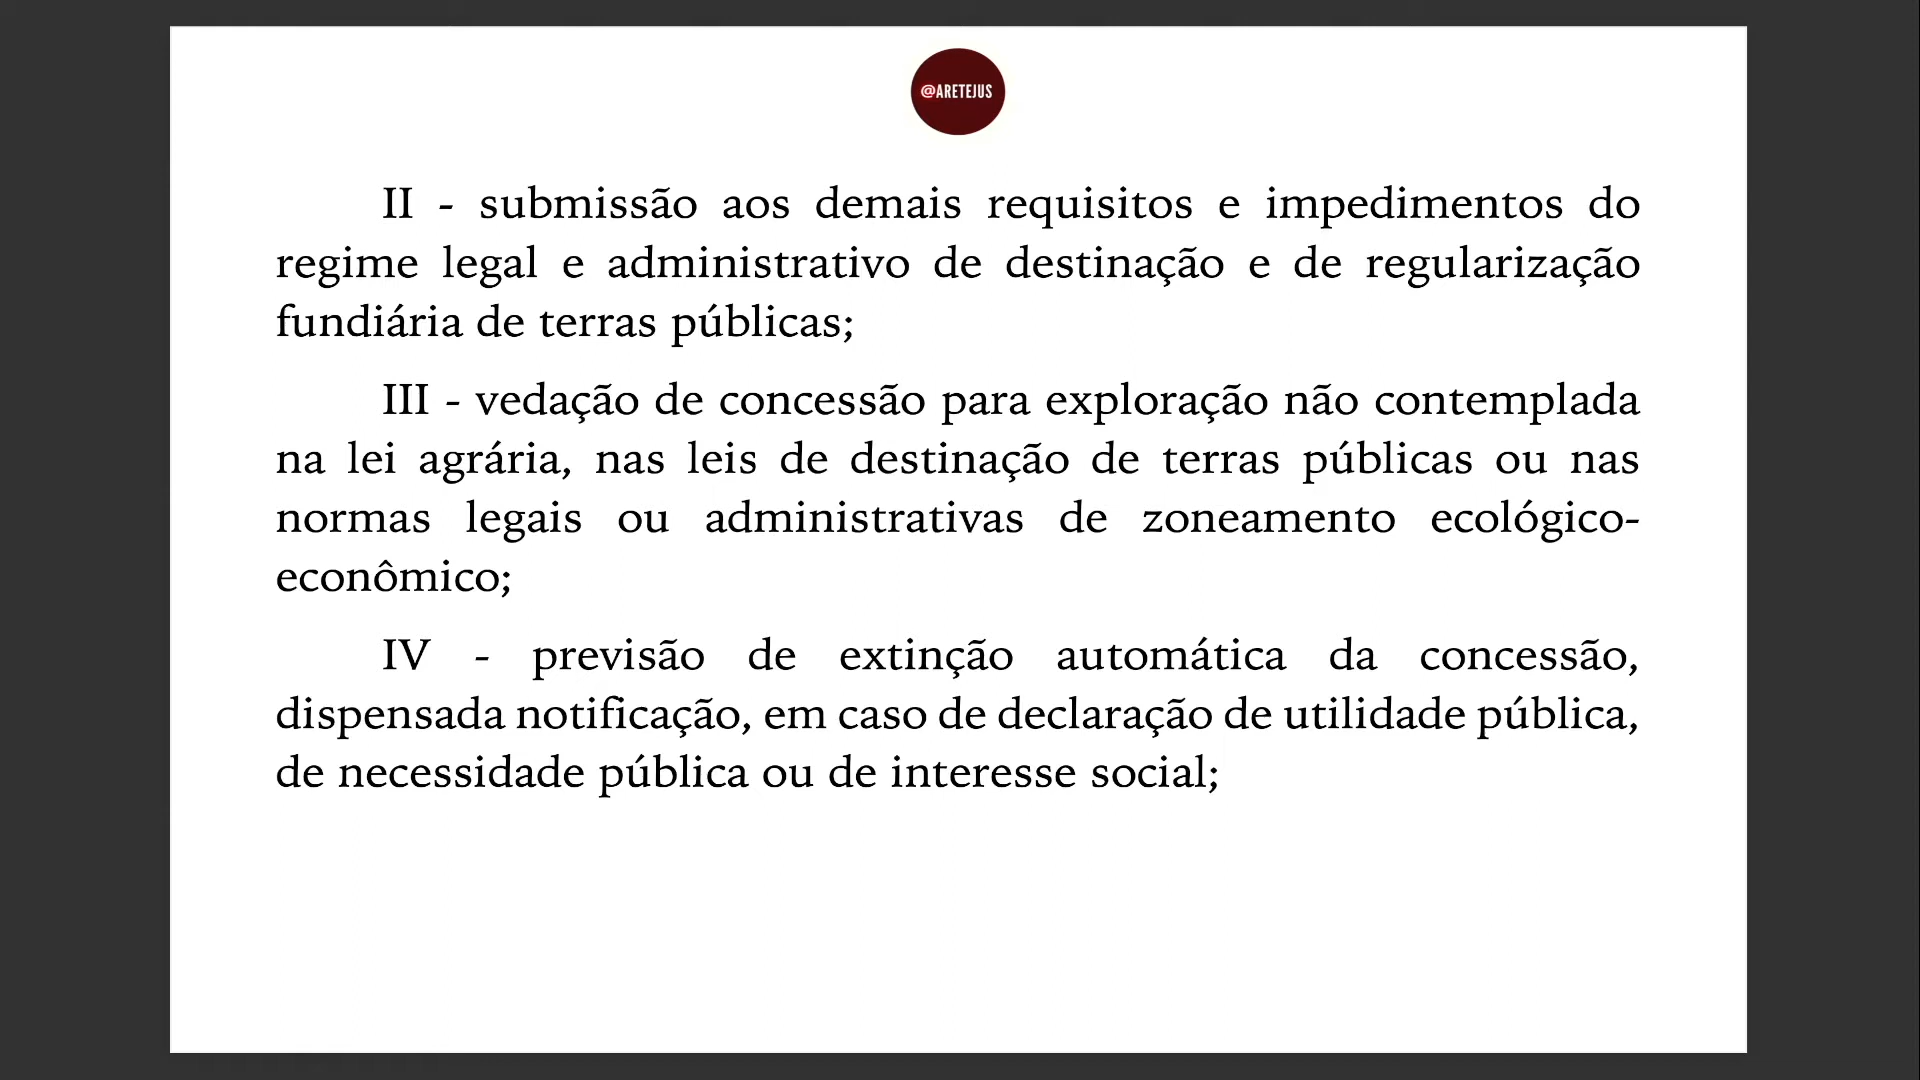 @ARETEJUS
II - submissão aos demais requisitos e impedimentos do
regime legal e administrativo de destinação e de regularização
fundiária de terras públicas;
III - vedação de concessão para exploração não contemplada
na lei agrária, nas leis de destinação de terras públicas ou nas
normas legais ou administrativas de zoneamento ecológico-
econômico;
IV - previsão de extinção automática da concessão,
dispensada notificação, em caso de declaração de utilidade pública,
de necessidade pública ou de interesse social;